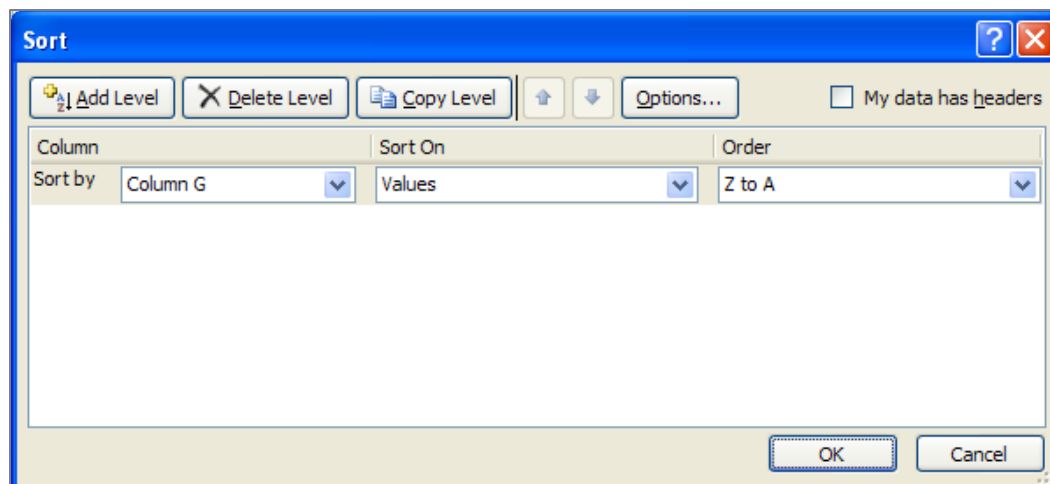 Sort
Add Level Delete Level Copy Level Options... My data has headers
Column Sort On Order
Sort by Column G Values Z to A
OK Cancel